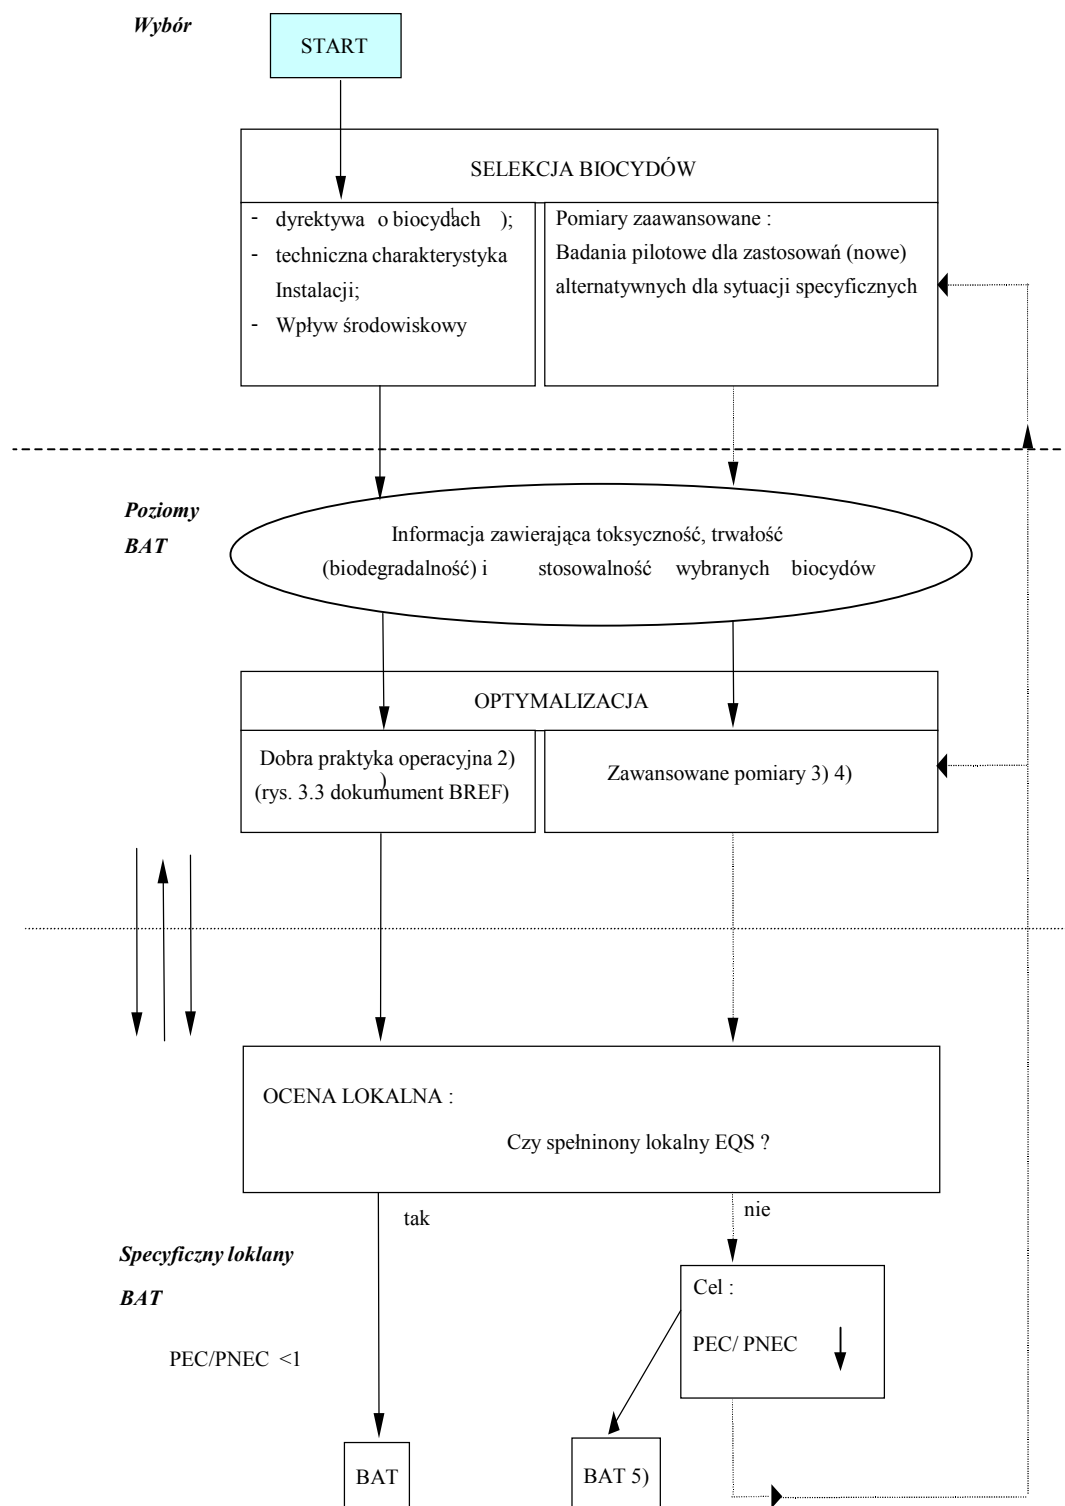 Wybór
START
SELEKCJA BIOCYDÓW
- dyrektywa o biocydach );
- techniczna charakterystyka
Instalacji;
- Wpływ środowiskowy
Pomiary zaawansowane :
Badania pilotowe dla zastosowań (nowe)
alternatywnych dla sytuacji specyficznych
Poziomy
BAT
Informacja zawierająca toksyczność, trwałość
(biodegradalność) i stosowalność wybranych biocydów
OPTYMALIZACJA
Dobra praktyka operacyjna 2)
)
(rys. 3.3 dokumument BREF)
Zawansowane pomiary 3) 4)
OCENA LOKALNA :
Czy spełninony lokalny EQS ?
tak
nie
Specyficzny loklany
BAT
PEC/PNEC <1
Cel :
PEC/ PNEC
BAT
BAT 5)